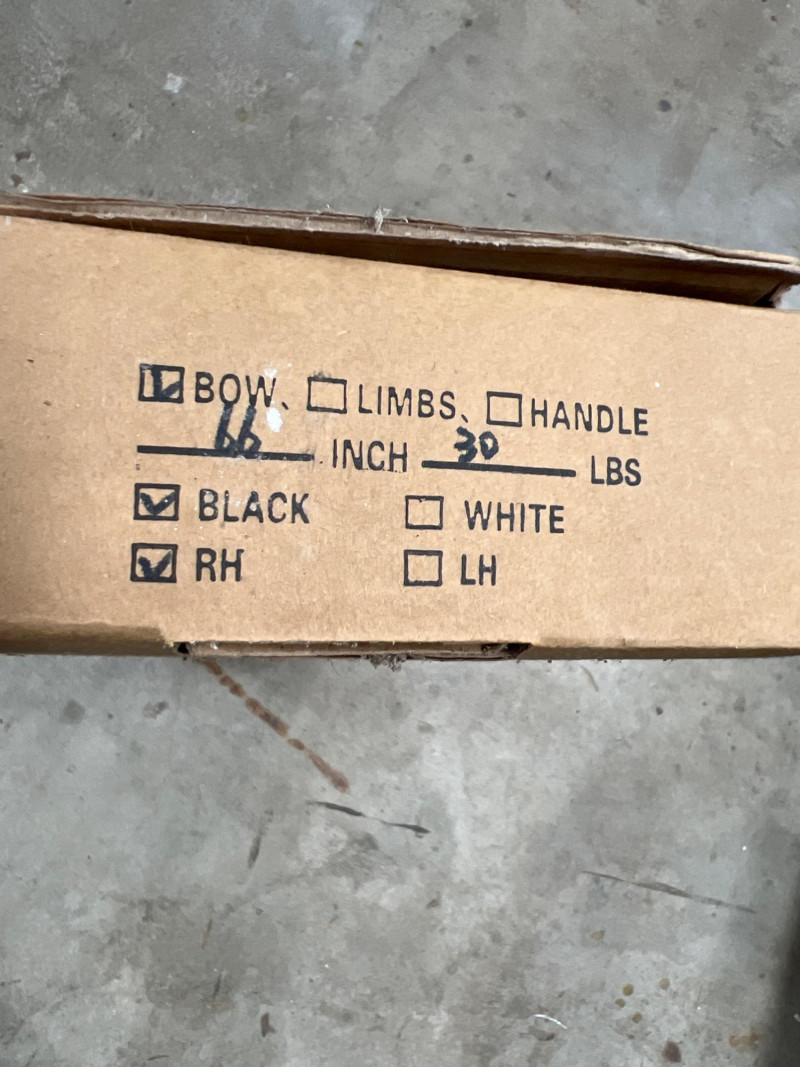 ☑ BOW、 ☐ LIMBS、 ☐ HANDLE
66 INCH 30 LBS
☑ BLACK ☐ WHITE
☑ RH ☐ LH